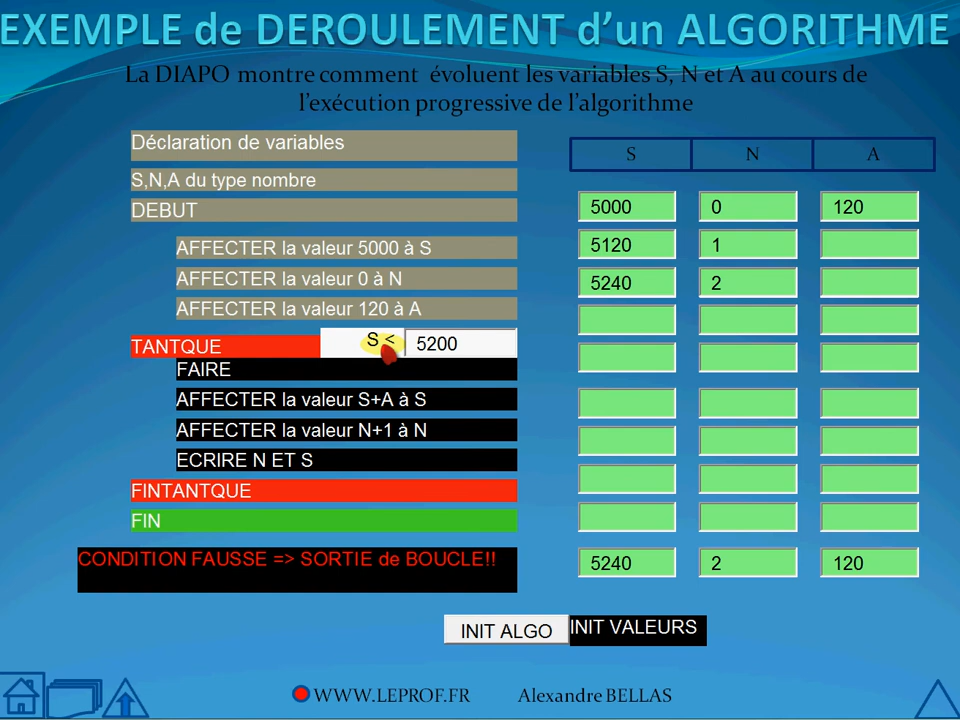 EXEMPLE de DEROULEMENT d'un ALGORITHME
La DIAPO montre comment évoluent les variables S, N et A au cours de
l'exécution progressive de l'algorithme
Déclaration de variables
S,N,A du type nombre
DEBUT
AFFECTER la valeur 5000 à S
AFFECTER la valeur 0 à N
AFFECTER la valeur 120 à A
TANTQUE S < 5200
FAIRE
AFFECTER la valeur S+A à S
AFFECTER la valeur N+1 à N
ECRIRE N ET S
FINTANTQUE
FIN
CONDITION FAUSSE => SORTIE de BOUCLE!!
S N A
5000 0 120
5120 1
5240 2
5240 2 120
INIT ALGO INIT VALEURS
WWW.LEPROF.FR Alexandre BELLAS